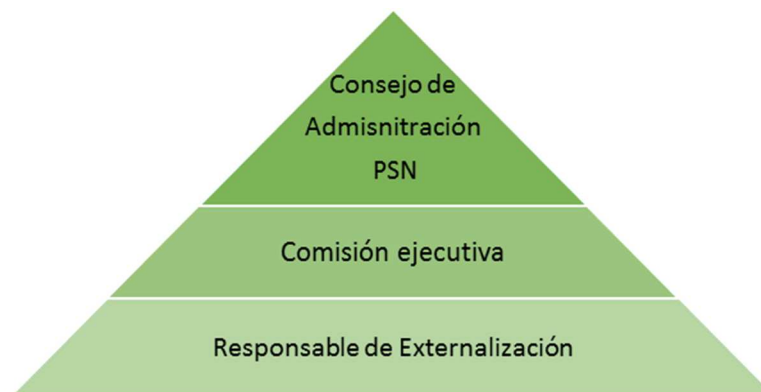 Consejo de
Admisnitración
PSN
Comisión ejecutiva
Responsable de Externalización